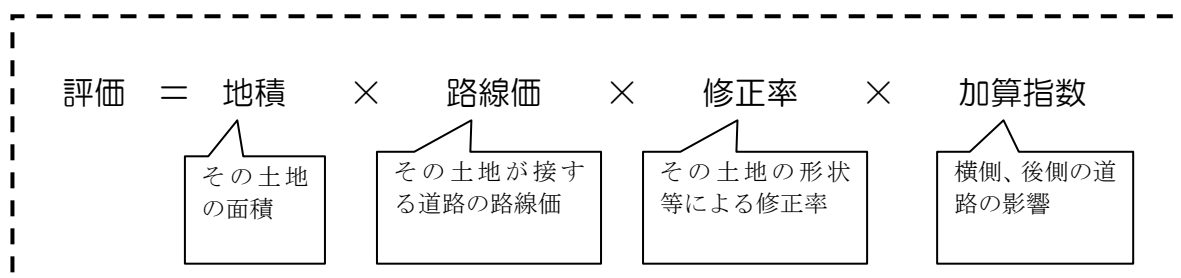 評価 ＝ 地積 × 路線価 × 修正率 × 加算指数
その土地
の面積
その土地が接す
る道路の路線価
その土地の形状
等による修正率
横側、後側の道
路の影響